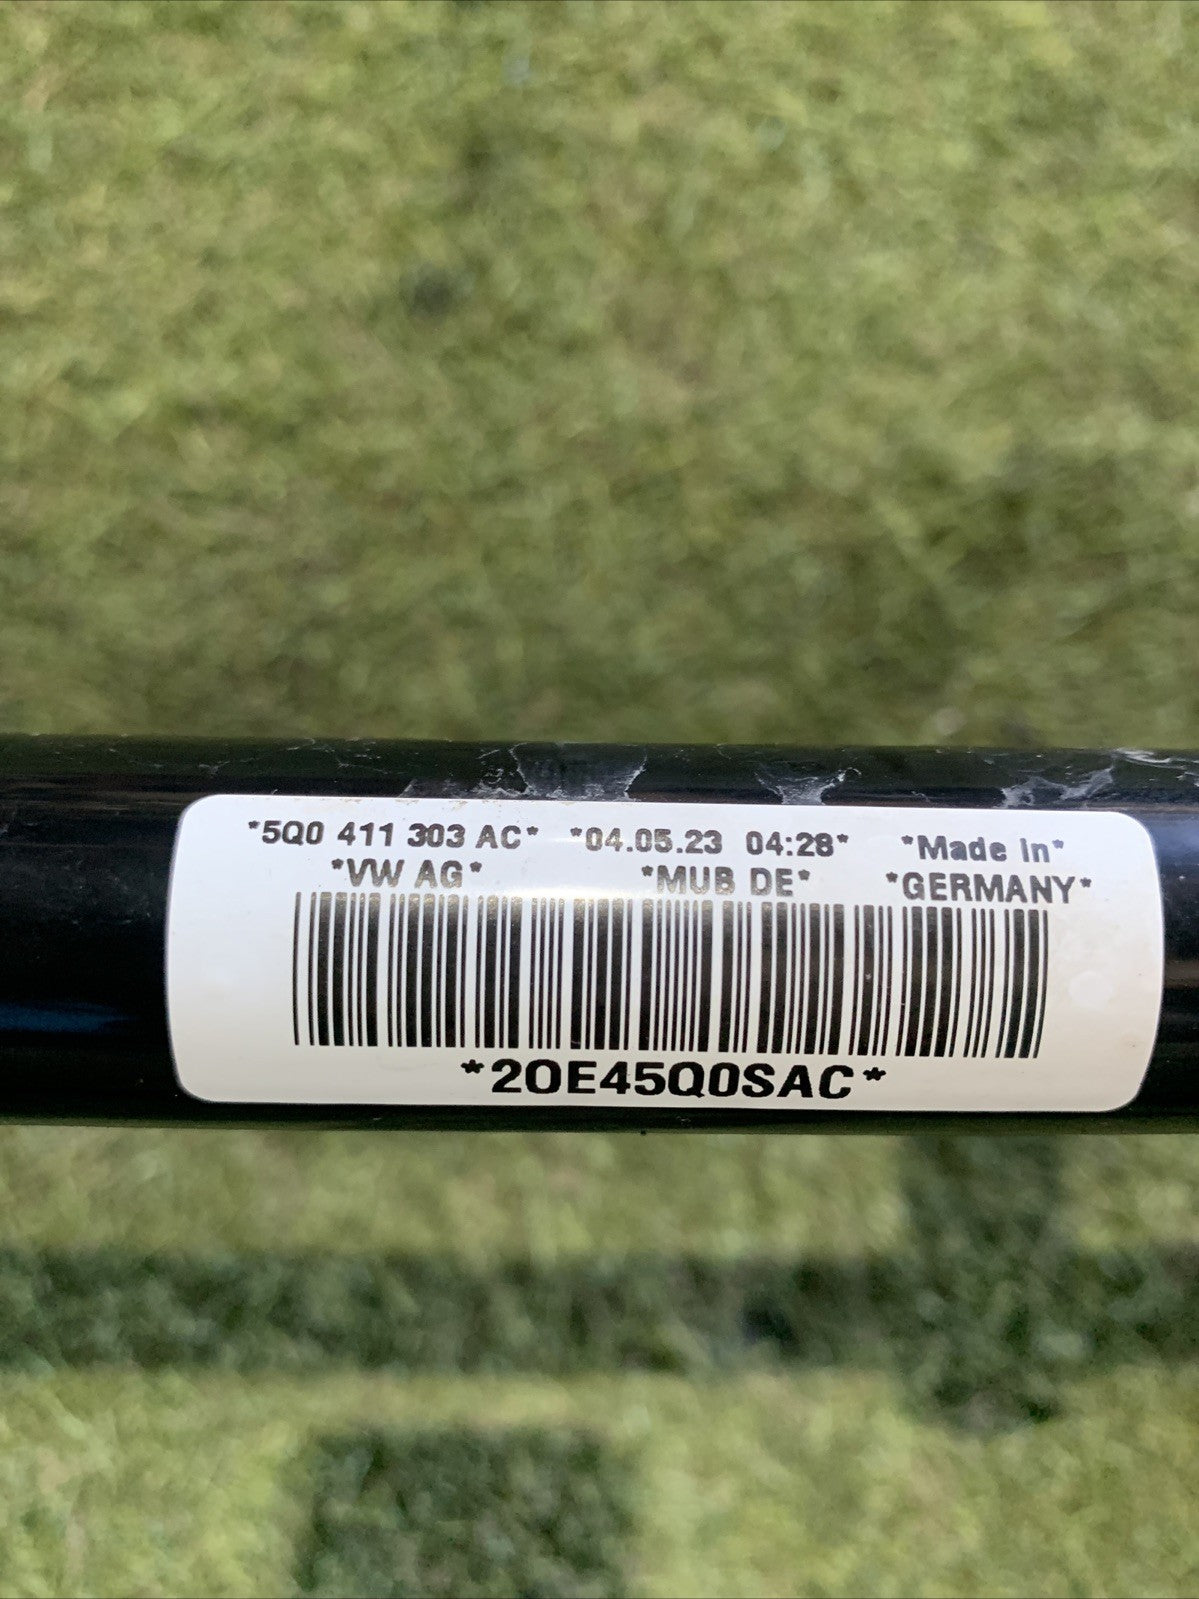 *5Q0 411 303 AC* *04.05.23 04:28* *Made In*
*VW AG* *MUB DE* *GERMANY*
*2OE45Q0SAC*